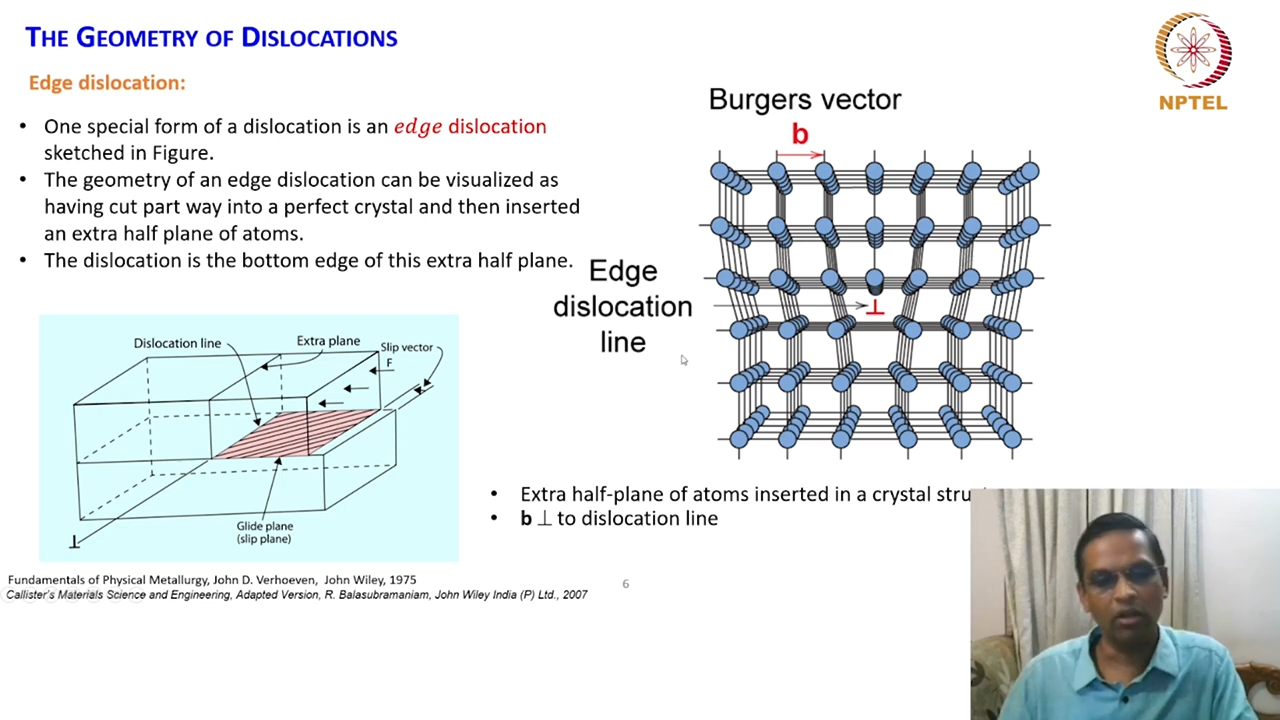 THE GEOMETRY OF DISLOCATIONS
NPTEL
Edge dislocation:
• One special form of a dislocation is an edge dislocation
sketched in Figure.
• The geometry of an edge dislocation can be visualized as
having cut part way into a perfect crystal and then inserted
an extra half plane of atoms.
• The dislocation is the bottom edge of this extra half plane.
Burgers vector
b
Edge
dislocation
line
⊥
Dislocation line
Extra plane
Slip vector
F
Glide plane
(slip plane)
⊥
• Extra half-plane of atoms inserted in a crystal
• b ⊥ to dislocation line
Fundamentals of Physical Metallurgy, John D. Verhoeven, John Wiley, 1975
Callister's Materials Science and Engineering, Adapted Version, R. Balasubramaniam, John Wiley India (P) Ltd., 2007
6